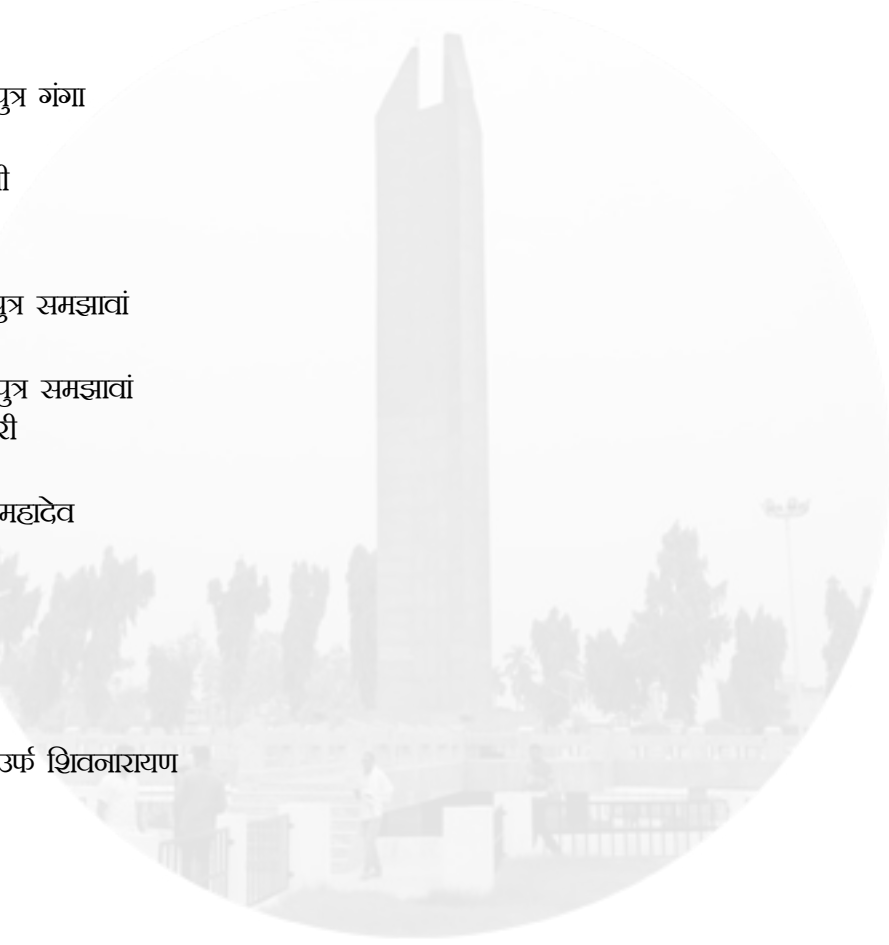 पुत्र गंगा
ी
पुत्र समझावां
पुत्र समझावां
री
महादेव
उर्फ शिवनारायण